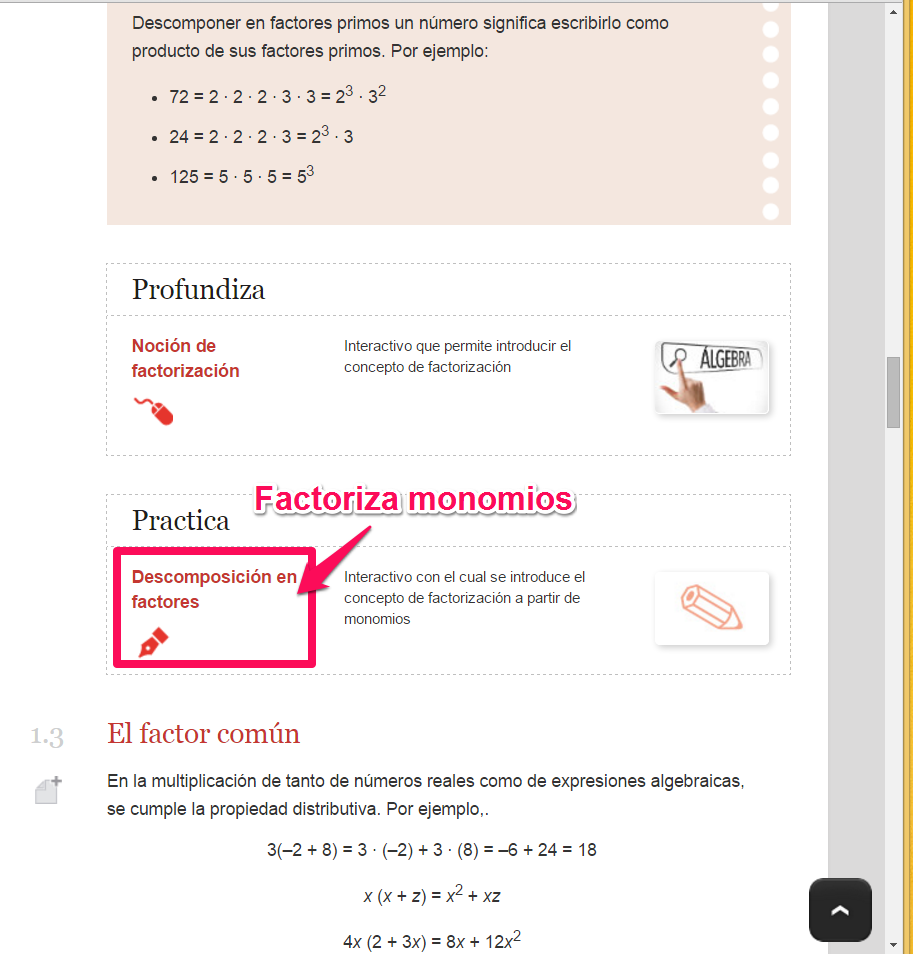 Descomponer en factores primos un número significa escribirlo como
producto de sus factores primos. Por ejemplo:
• 72 = 2 · 2 · 2 · 3 · 3 = 2³ · 3²
• 24 = 2 · 2 · 2 · 3 = 2³ · 3
• 125 = 5 · 5 · 5 = 5³
Profundiza
Noción de
factorización
Interactivo que permite introducir el
concepto de factorización
ÁLGEBRA
Factoriza monomios
Practica
Descomposición en
factores
Interactivo con el cual se introduce el
concepto de factorización a partir de
monomios
1.3 El factor común
En la multiplicación de tanto de números reales como de expresiones algebraicas,
se cumple la propiedad distributiva. Por ejemplo,.
3(–2 + 8) = 3 · (–2) + 3 · (8) = –6 + 24 = 18
x (x + z) = x² + xz
4x (2 + 3x) = 8x + 12x²